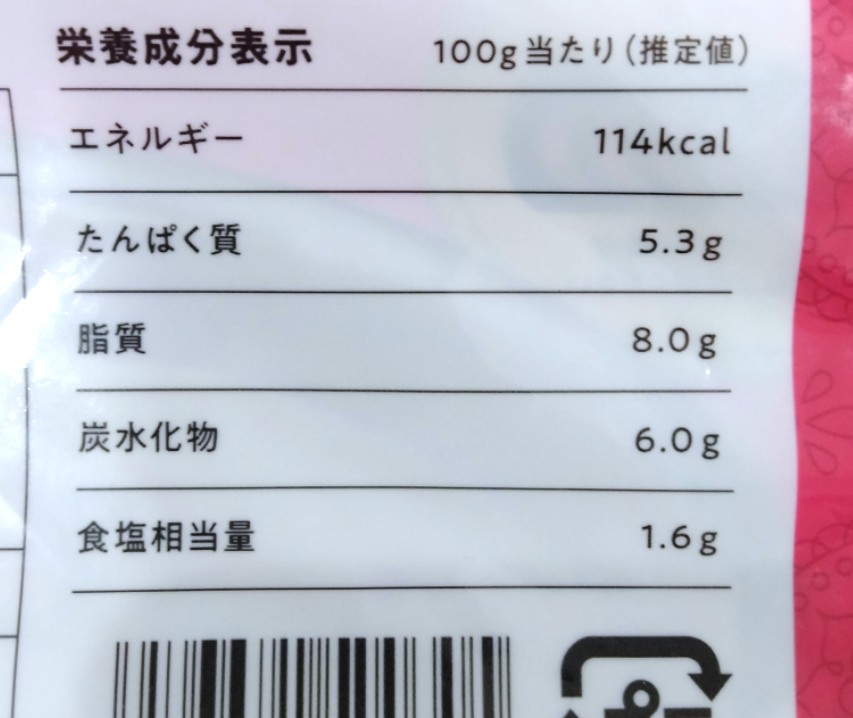 栄養成分表示 100g当たり(推定値)
エネルギー 114kcal
たんぱく質 5.3g
脂質 8.0g
炭水化物 6.0g
食塩相当量 1.6g